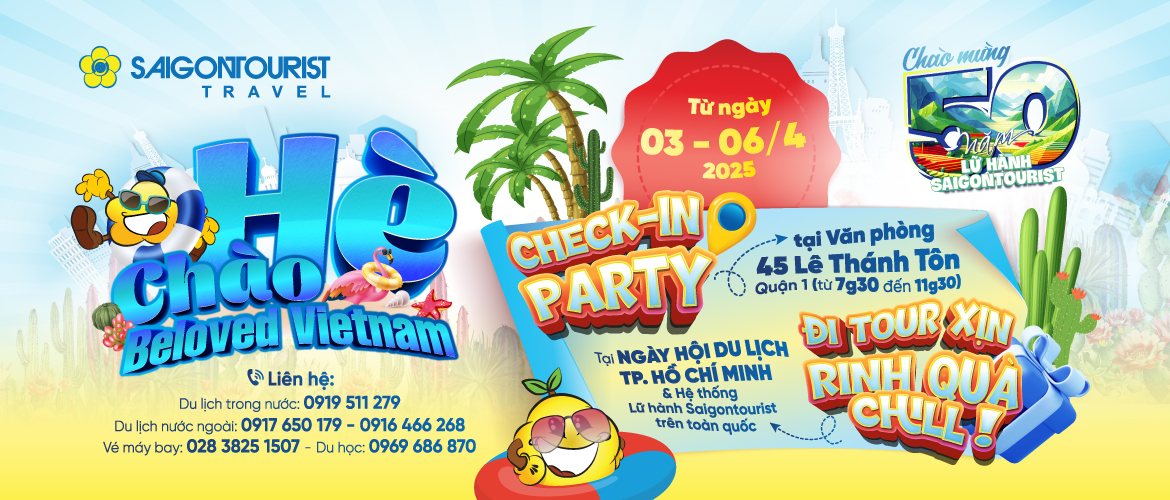 SAIGONTOURIST
TRAVEL
Chào Hè
Beloved Vietnam
Liên hệ:
Du lịch trong nước: 0919 511 279
Du lịch nước ngoài: 0917 650 179 - 0916 466 268
Vé máy bay: 028 3825 1507 - Du học: 0969 686 870
Từ ngày
03 - 06/4
2025
Chào mừng
50
năm
LỮ HÀNH
SAIGONTOURIST
CHECK-IN
PARTY
tại Văn phòng
45 Lê Thánh Tôn
Quận 1 (từ 7g30 đến 11g30)
Tại NGÀY HỘI DU LỊCH
TP. HỒ CHÍ MINH
& Hệ thống
Lữ hành Saigontourist
trên toàn quốc
ĐI TOUR XỊN
RINH QUÀ
CHILL !